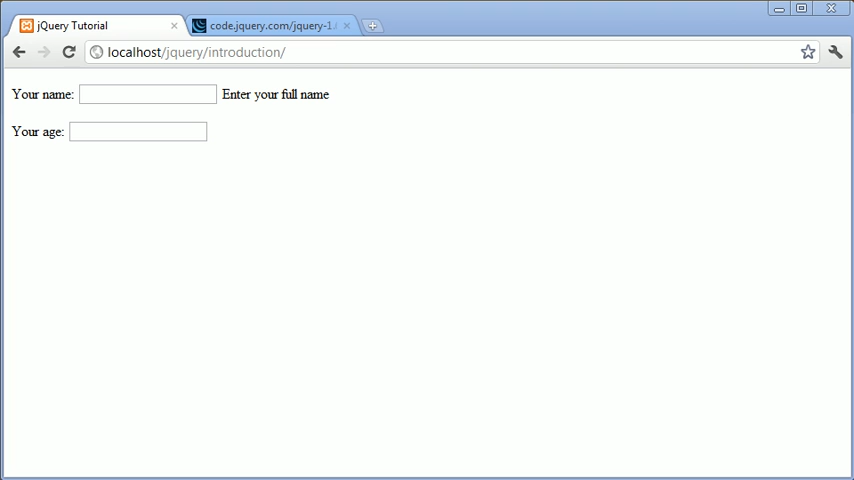 jQuery Tutorial
code.jquery.com/jquery-1.
localhost/jquery/introduction/
Your name: Enter your full name
Your age: